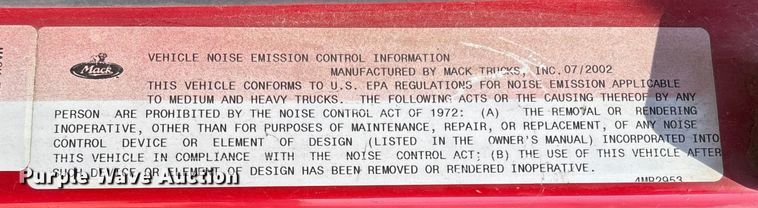 Mack
VEHICLE NOISE EMISSION CONTROL INFORMATION
MANUFACTURED BY MACK TRUCKS, INC. 07/2002
THIS VEHICLE CONFORMS TO U.S. EPA REGULATIONS FOR NOISE EMISSION APPLICABLE
TO MEDIUM AND HEAVY TRUCKS. THE FOLLOWING ACTS OR THE CAUSING THEREOF BY ANY
PERSON ARE PROHIBITED BY THE NOISE CONTROL ACT OF 1972: (A) THE REMOVAL OR RENDERING
INOPERATIVE, OTHER THAN FOR PURPOSES OF MAINTENANCE, REPAIR, OR REPLACEMENT, OF ANY NOISE
CONTROL DEVICE OR ELEMENT OF DESIGN (LISTED IN THE OWNER'S MANUAL) INCORPORATED INTO
THIS VEHICLE IN COMPLIANCE WITH THE NOISE CONTROL ACT; (B) THE USE OF THIS VEHICLE AFTER
SUCH DEVICE OR ELEMENT OF DESIGN HAS BEEN REMOVED OR RENDERED INOPERATIVE.
4MR2953
Purple Wave Auction